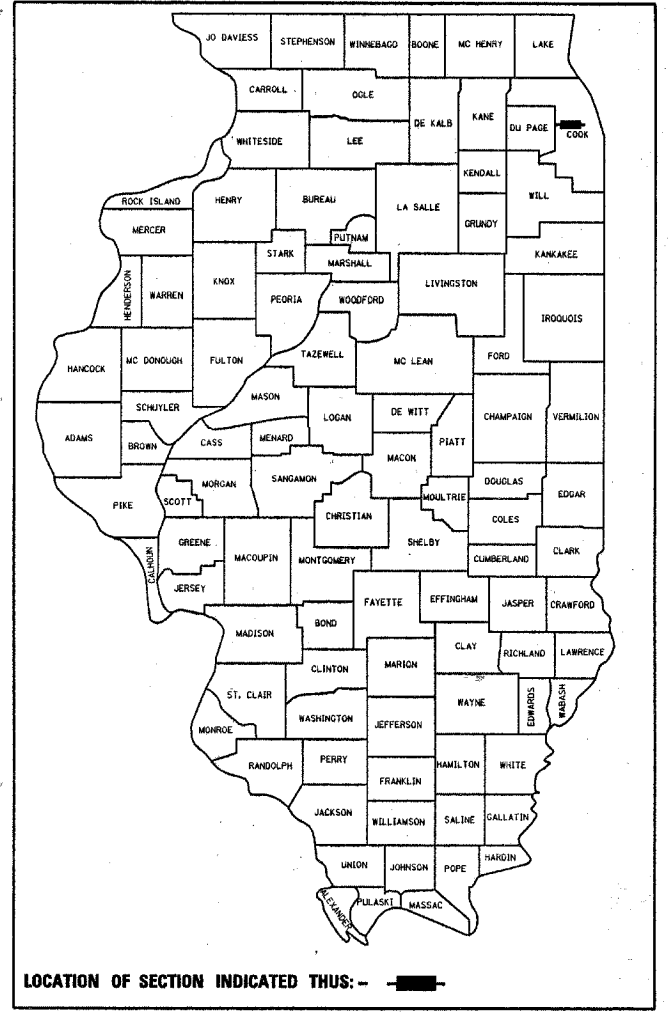 JO DAVIESS STEPHENSON WINNEBAGO BOONE MC HENRY LAKE
CARROLL OGLE
DE KALB KANE DU PAGE COOK
WHITESIDE LEE
KENDALL
WILL
ROCK ISLAND HENRY BUREAU LA SALLE GRUNDY
MERCER PUTNAM
STARK MARSHALL KANKAKEE
HENDERSON WARREN KNOX PEORIA WOODFORD LIVINGSTON
IROQUOIS
HANCOCK MC DONOUGH FULTON TAZEWELL MC LEAN FORD
MASON
SCHUYLER LOGAN DE WITT CHAMPAIGN VERMILION
ADAMS BROWN CASS MENARD PIATT
MACON
PIKE SCOTT MORGAN SANGAMON MOULTRIE DOUGLAS EDGAR
CHRISTIAN COLES
CALHOUN GREENE MACOUPIN MONTGOMERY SHELBY CUMBERLAND CLARK
JERSEY FAYETTE EFFINGHAM JASPER CRAWFORD
MADISON BOND
CLAY RICHLAND LAWRENCE
CLINTON MARION
ST. CLAIR WAYNE EDWARDS WABASH
MONROE WASHINGTON JEFFERSON
RANDOLPH PERRY HAMILTON WHITE
FRANKLIN
JACKSON WILLIAMSON SALINE GALLATIN
UNION JOHNSON POPE HARDIN
ALEXANDER PULASKI MASSAC
LOCATION OF SECTION INDICATED THUS: -